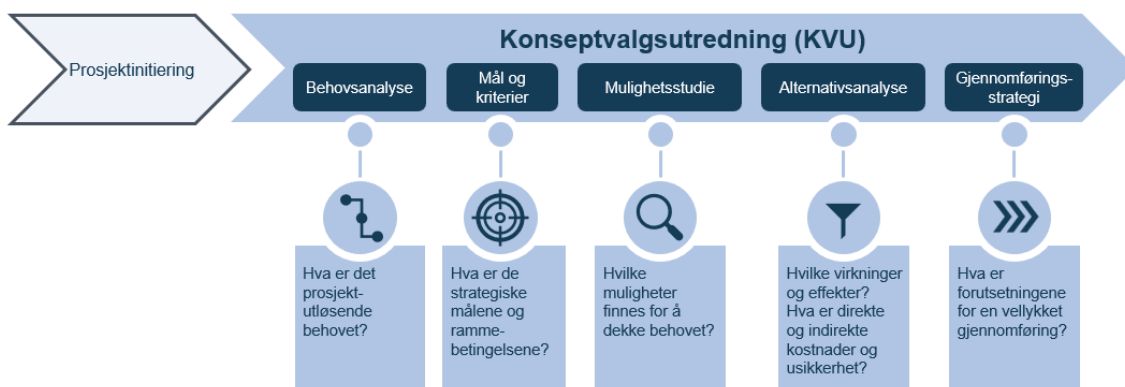 Konseptvalgsutredning (KVU)
Prosjektinitiering
Behovsanalyse
Mål og
kriterier
Mulighetsstudie
Alternativsanalyse
Gjennomførings-
strategi
Hva er det
prosjekt-
utløsende
behovet?
Hva er de
strategiske
målene og
ramme-
betingelsene?
Hvilke
muligheter
finnes for å
dekke behovet?
Hvilke virkninger
og effekter?
Hva er direkte
og indirekte
kostnader og
usikkerhet?
Hva er
forutsetningene
for en vellykket
gjennomføring?